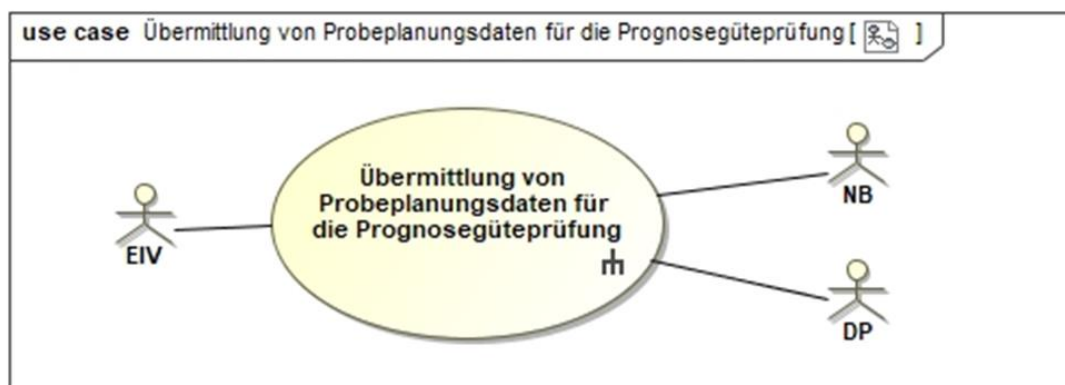 use case Übermittlung von Probeplanungsdaten für die Prognosegüteprüfung [ ]
Übermittlung von
Probeplanungsdaten für
die Prognosegüteprüfung
EIV
NB
DP